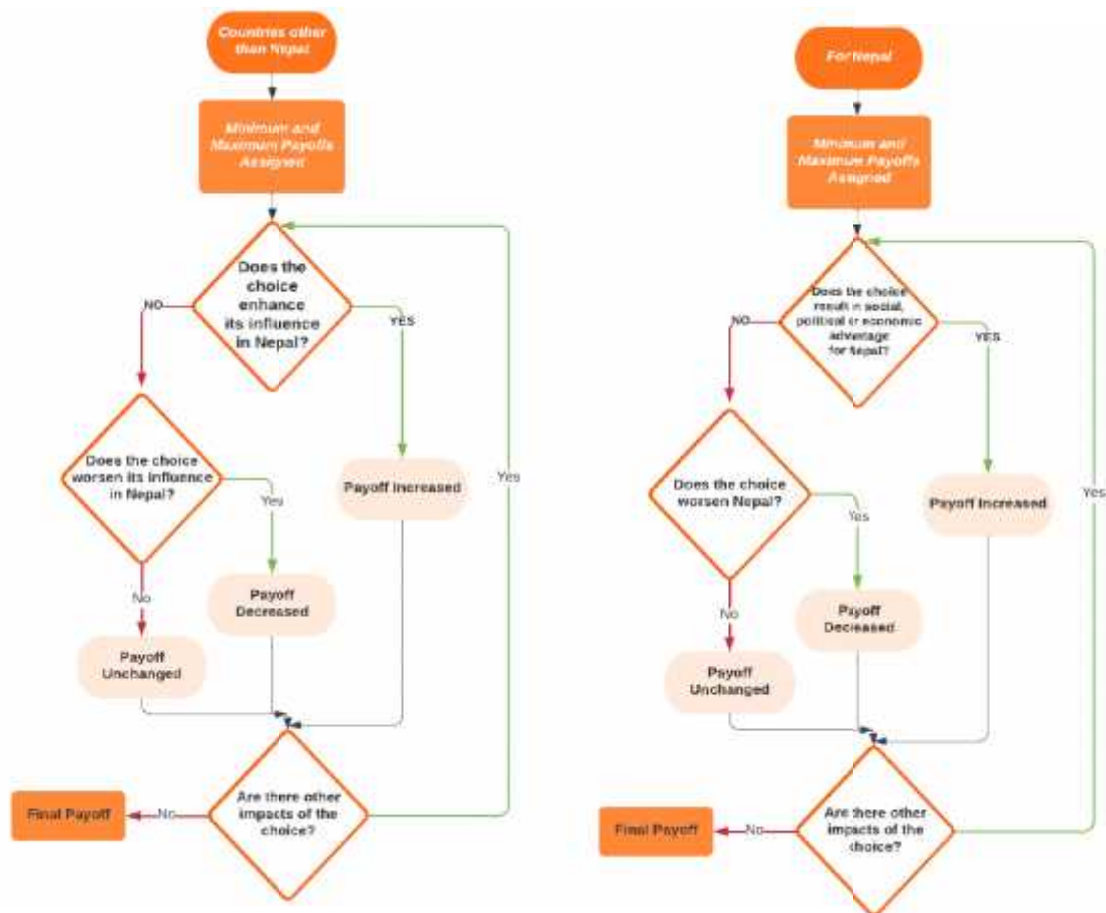 Countries other
than Nepal
Minimum and
Maximum Payoffs
Assigned
Does the
choice
enhance
its influence
in Nepal?
NO
YES
Does the choice
worsen its influence
in Nepal?
Yes
Payoff Increased
Yes
No
Payoff
Decreased
Payoff
Unchanged
Are there other
impacts of the
choice?
No
Final Payoff
For Nepal
Minimum and
Maximum Payoffs
Assigned
Does the choice
result in social,
political or economic
advantage
for Nepal?
NO
YES
Does the choice
worsen Nepal?
Yes
Payoff Increased
Yes
No
Payoff
Decreased
Payoff
Unchanged
Are there other
impacts of the
choice?
No
Final Payoff